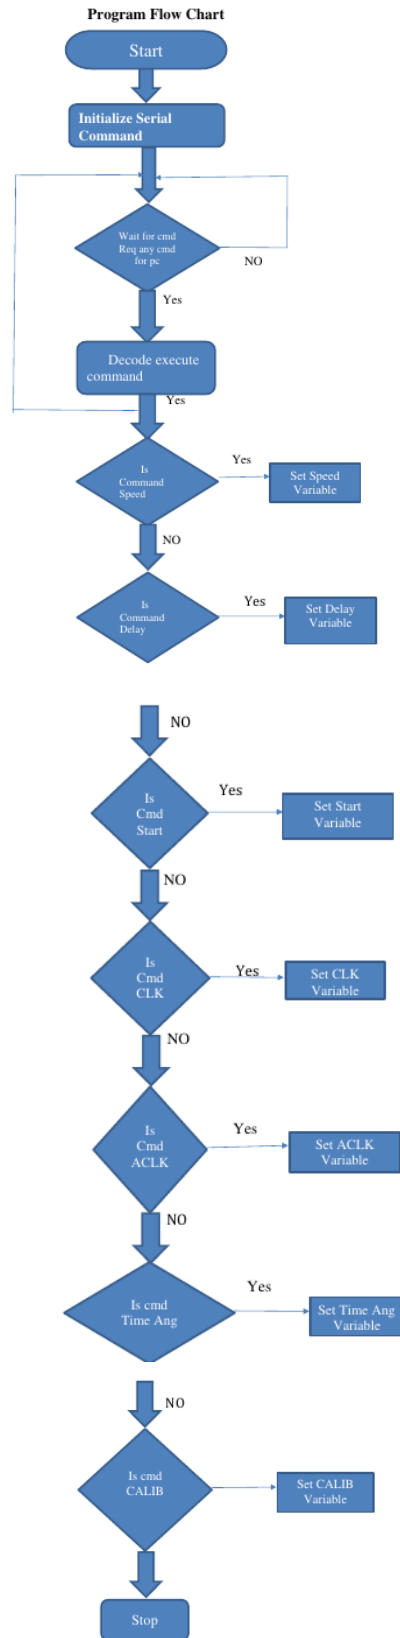 Program Flow Chart
Start
Initialize Serial
Command
Wait for cmd
Req any cmd
for pc
NO
Yes
Decode execute
command
Yes
Is
Command
Speed
Yes
Set Speed
Variable
NO
Is
Command
Delay
Yes
Set Delay
Variable
NO
Is
Cmd
Start
Yes
Set Start
Variable
NO
Is
Cmd
CLK
Yes
Set CLK
Variable
NO
Is
Cmd
ACLK
Yes
Set ACLK
Variable
NO
Is cmd
Time Ang
Yes
Set Time Ang
Variable
NO
Is cmd
CALIB
Set CALIB
Variable
Stop